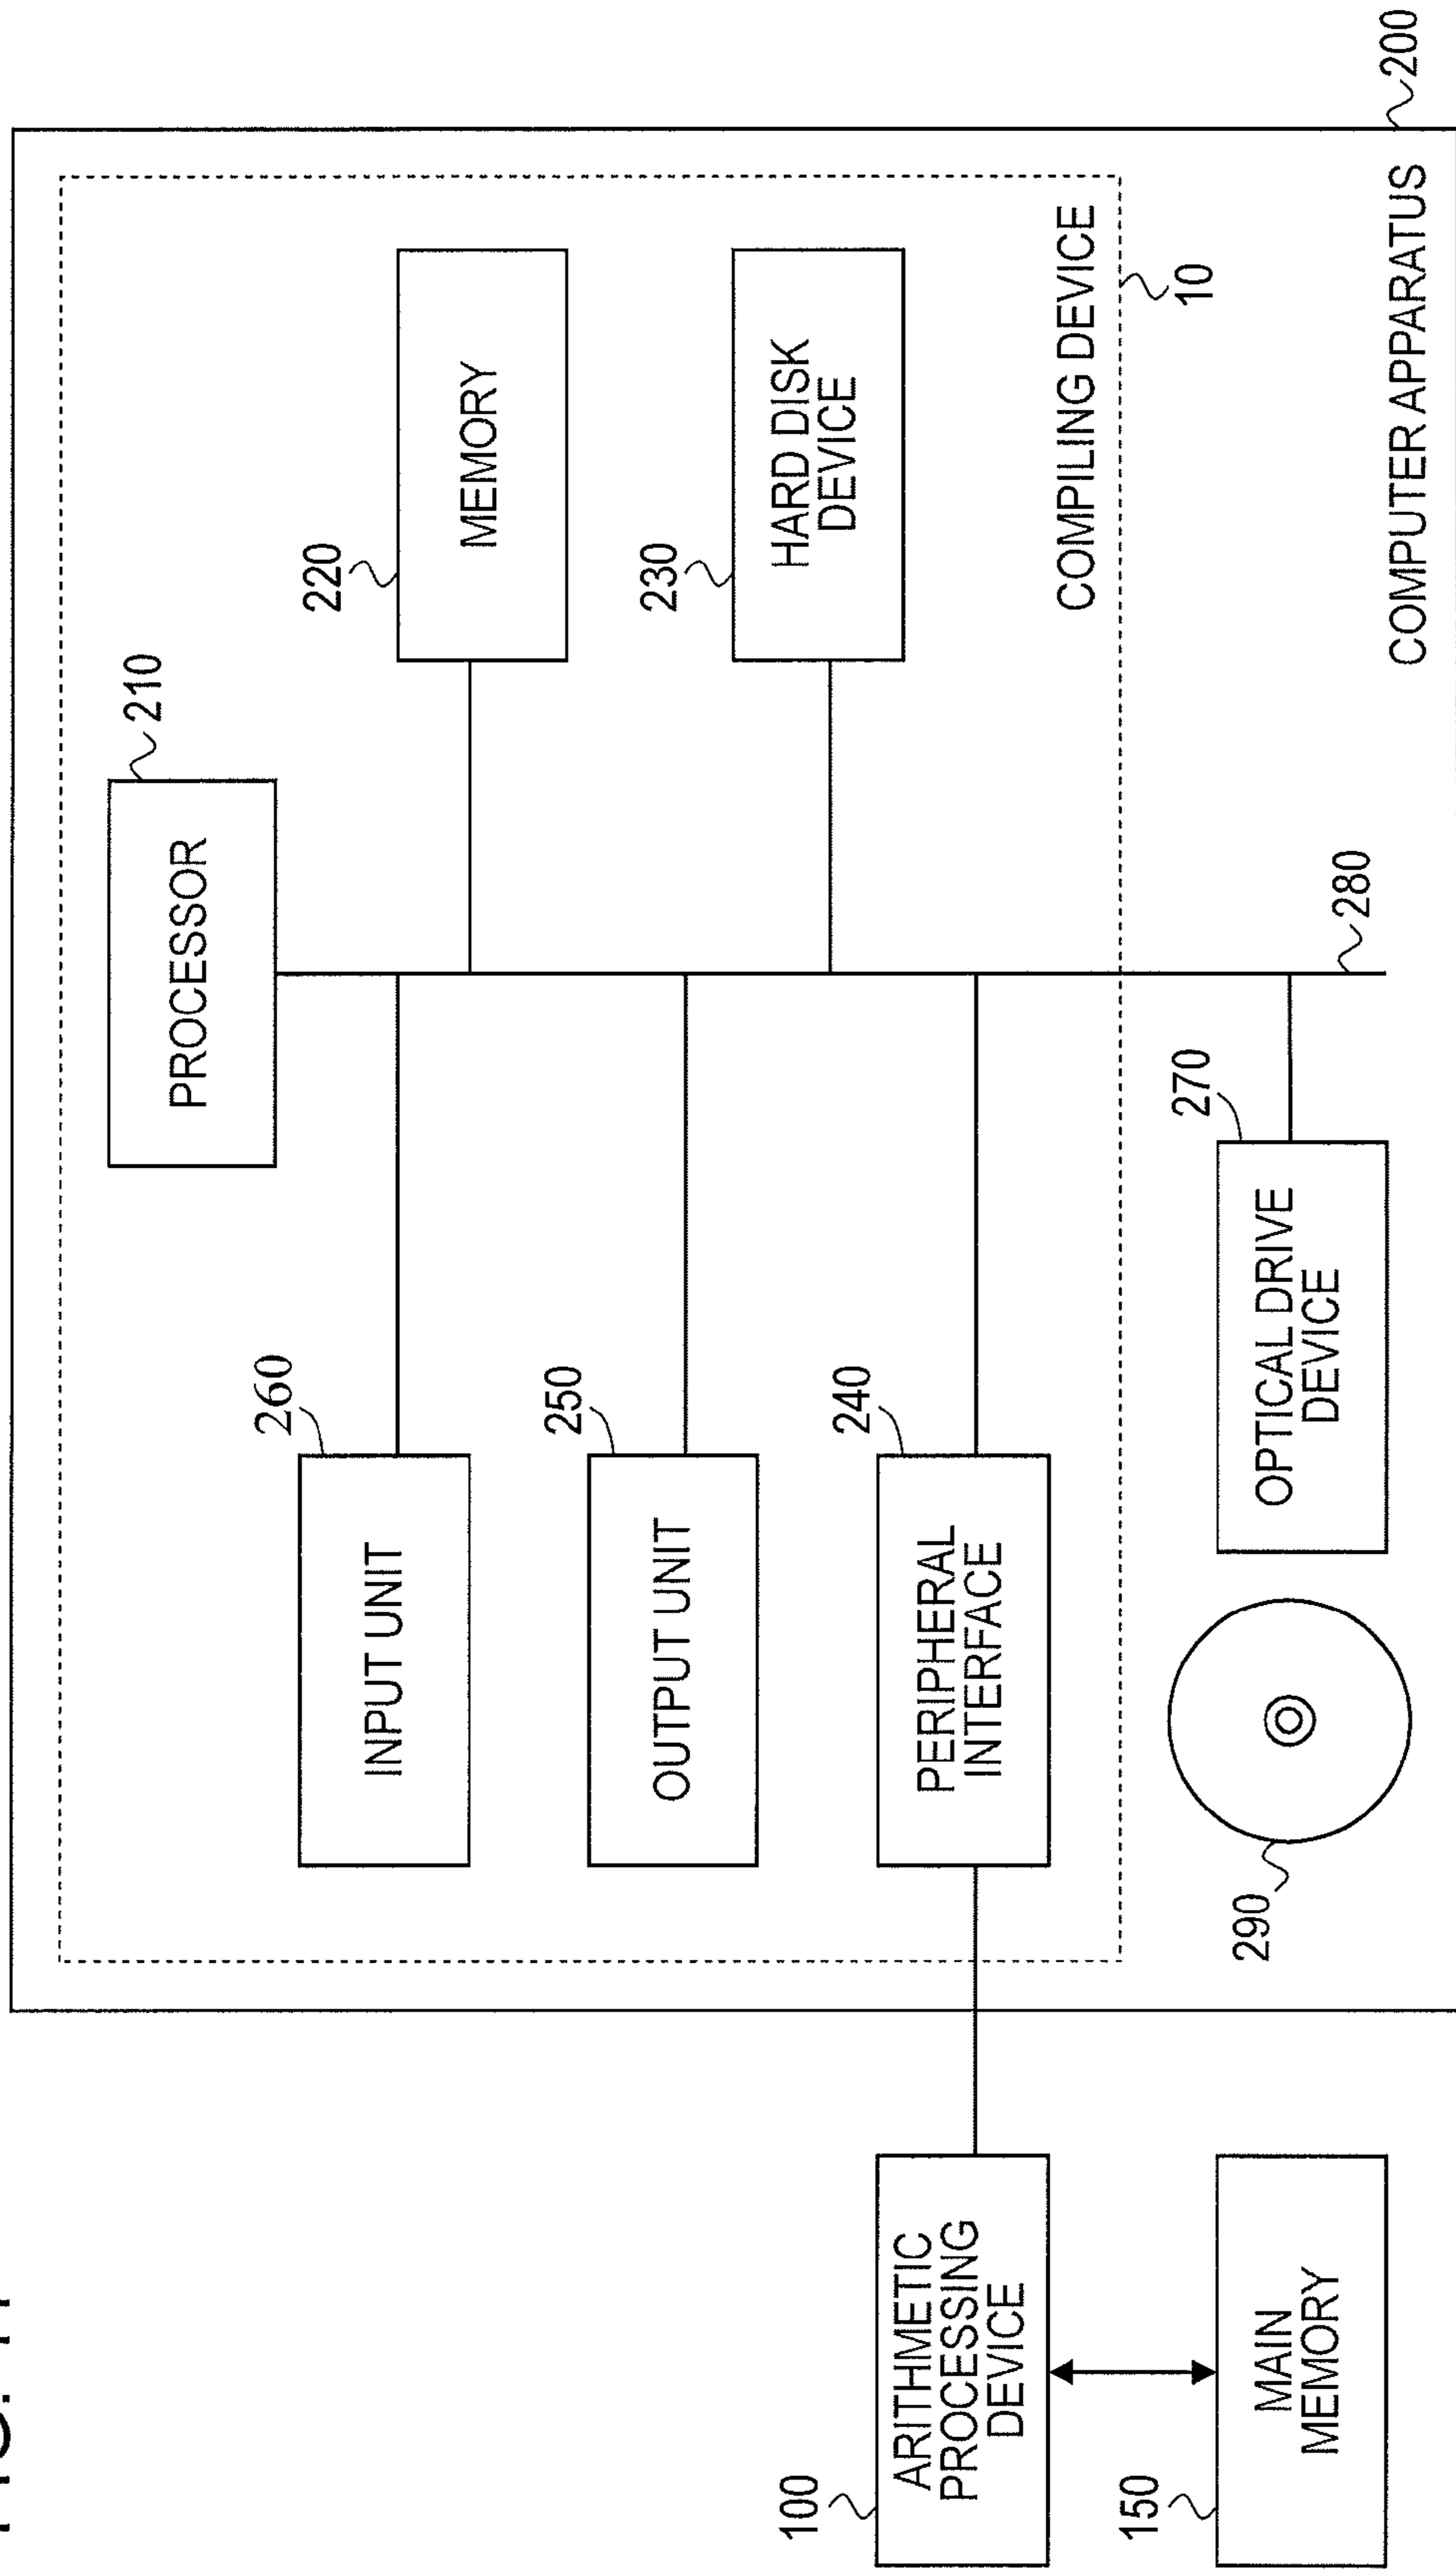 210
PROCESSOR
260
INPUT UNIT
220
MEMORY
250
OUTPUT UNIT
230
HARD DISK
DEVICE
100
ARITHMETIC
PROCESSING
DEVICE
240
PERIPHERAL
INTERFACE
COMPILING DEVICE
10
150
MAIN
MEMORY
290
270
OPTICAL DRIVE
DEVICE
280
COMPUTER APPARATUS
200